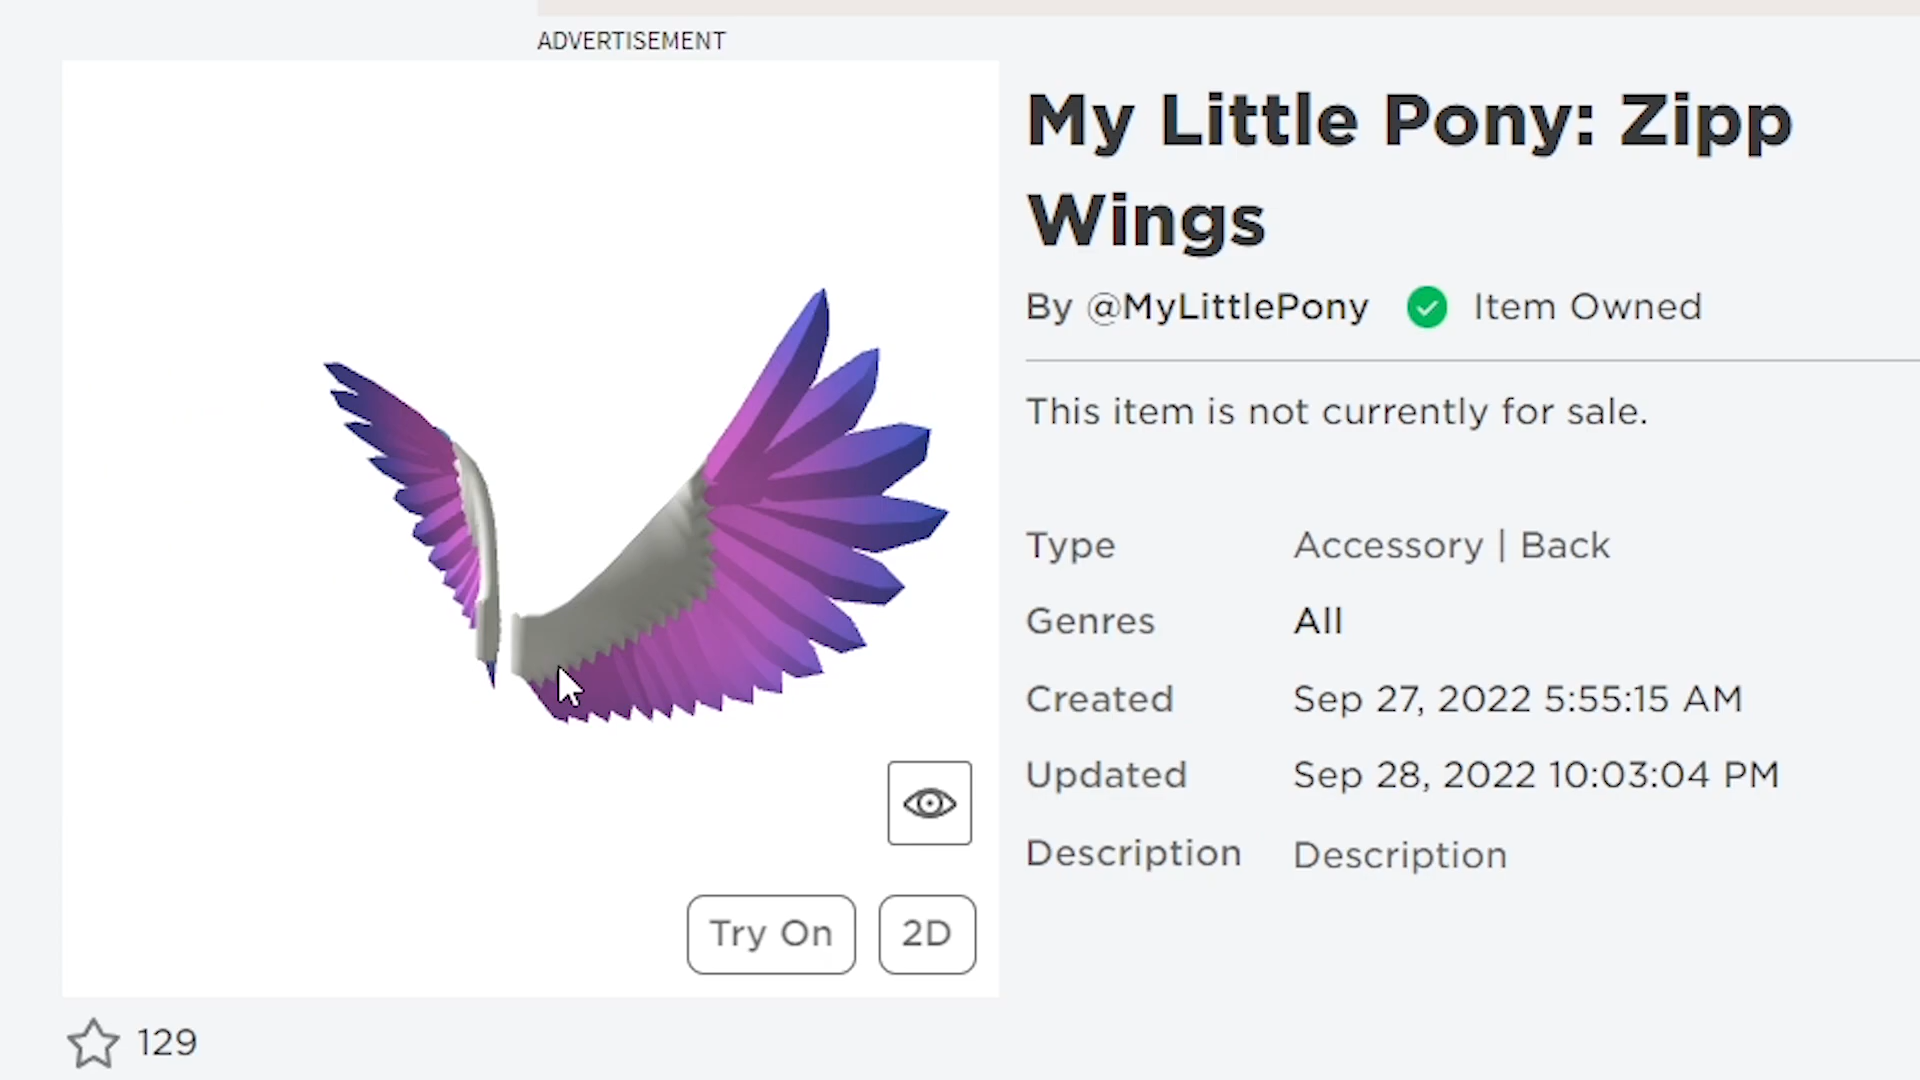 ADVERTISEMENT
My Little Pony: Zipp
Wings
By @MyLittlePony Item Owned
This item is not currently for sale.
Type Accessory | Back
Genres All
Created Sep 27, 2022 5:55:15 AM
Updated Sep 28, 2022 10:03:04 PM
Description Description
Try On 2D
129